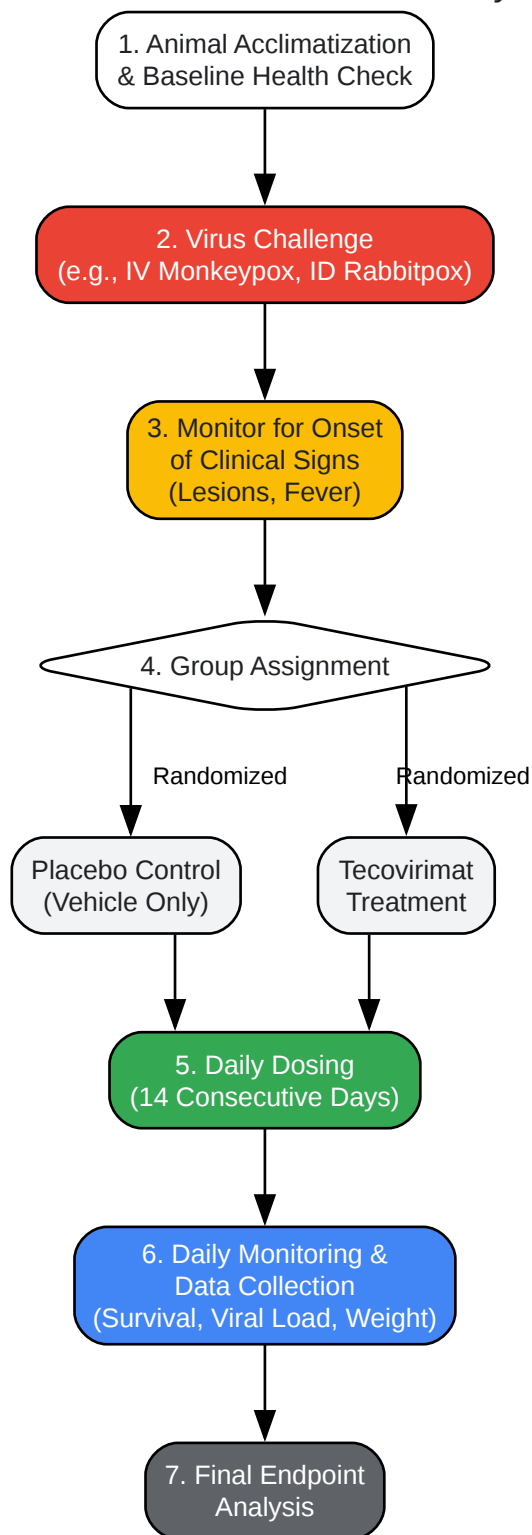 1. Animal Acclimatization
& Baseline Health Check
2. Virus Challenge
(e.g., IV Monkeypox, ID Rabbitpox)
3. Monitor for Onset
of Clinical Signs
(Lesions, Fever)
4. Group Assignment
Randomized
Randomized
Placebo Control
(Vehicle Only)
Tecovirimat
Treatment
5. Daily Dosing
(14 Consecutive Days)
6. Daily Monitoring &
Data Collection
(Survival, Viral Load, Weight)
7. Final Endpoint
Analysis